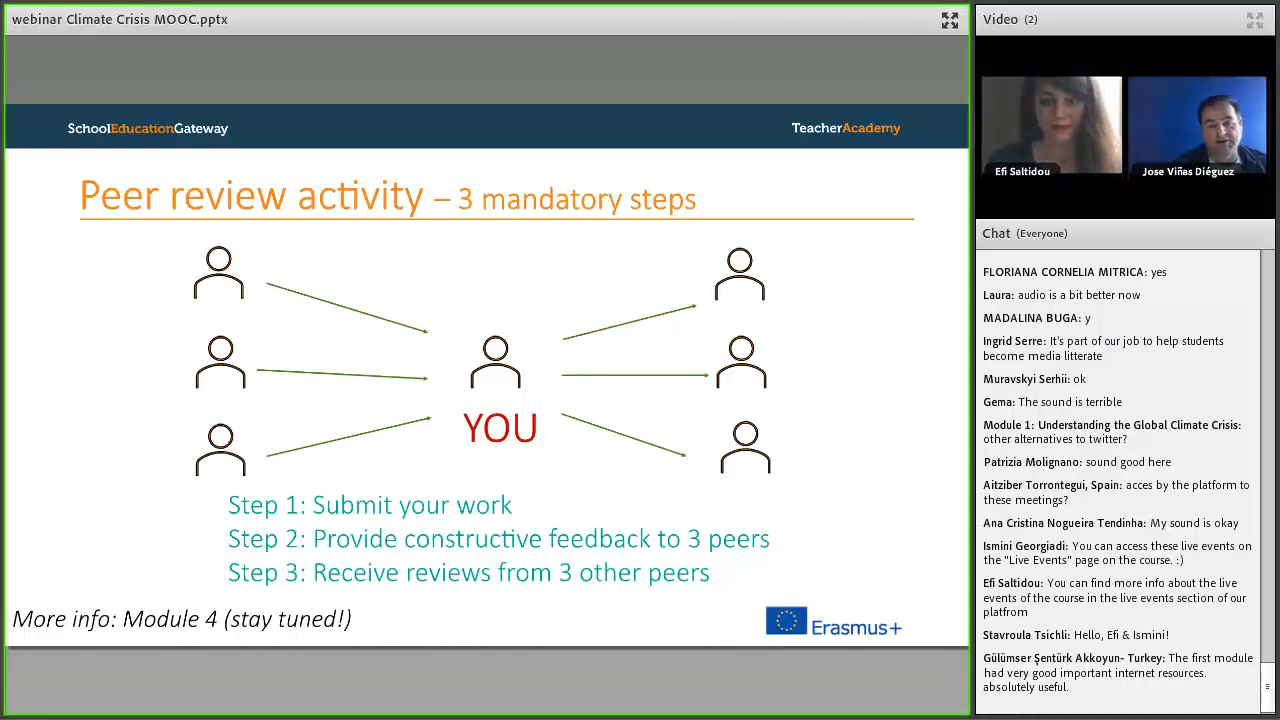 webinar Climate Crisis MOOC.pptx
SchoolEducationGateway
TeacherAcademy
Peer review activity – 3 mandatory steps
YOU
Step 1: Submit your work
Step 2: Provide constructive feedback to 3 peers
Step 3: Receive reviews from 3 other peers
More info: Module 4 (stay tuned!)
Erasmus+
Video (2)
Efi Saltidou
Jose Viñas Diéguez
Chat (Everyone)
FLORIANA CORNELIA MITRICA: yes
Laura: audio is a bit better now
MADALINA BUGA: y
Ingrid Serre: It's part of our job to help students
become media litterate
Muravskyi Serhii: ok
Gema: The sound is terrible
Module 1: Understanding the Global Climate Crisis:
other alternatives to twitter?
Patrizia Molignano: sound good here
Aitziber Torrontegui, Spain: acces by the platform to
these meetings?
Ana Cristina Nogueira Tendinha: My sound is okay
Ismini Georgiadi: You can access these live events on
the "Live Events" page on the course. :)
Efi Saltidou: You can find more info about the live
events of the course in the live events section of our
platfrom
Stavroula Tsichli: Hello, Efi & Ismini!
Gülümser Şentürk Akkoyun- Turkey: The first module
had very good important internet resources.
absolutely useful.